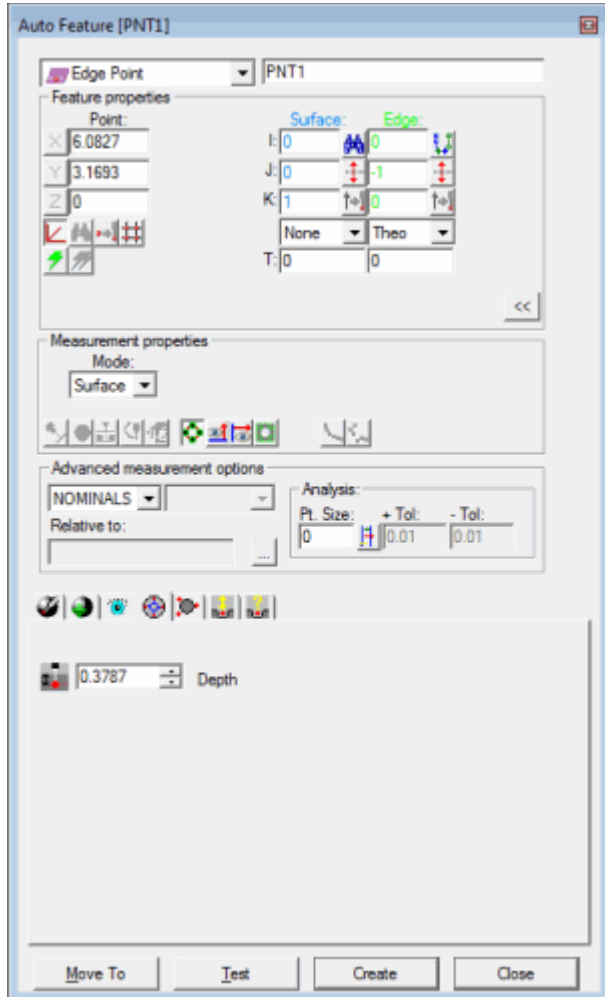 Auto Feature [PNT1]
Edge Point PNT1
Feature properties
Point: Surface: Edge:
X 6.0827 I: 0 0
Y 3.1693 J: 0 -1
Z 0 K: 1 0
None Theo
T: 0 0
<<
Measurement properties
Mode:
Surface
Advanced measurement options
NOMINALS
Relative to:
...
Analysis:
Pt. Size: + Tol: - Tol:
0 0.01 0.01
0.3787 Depth
Move To Test Create Close